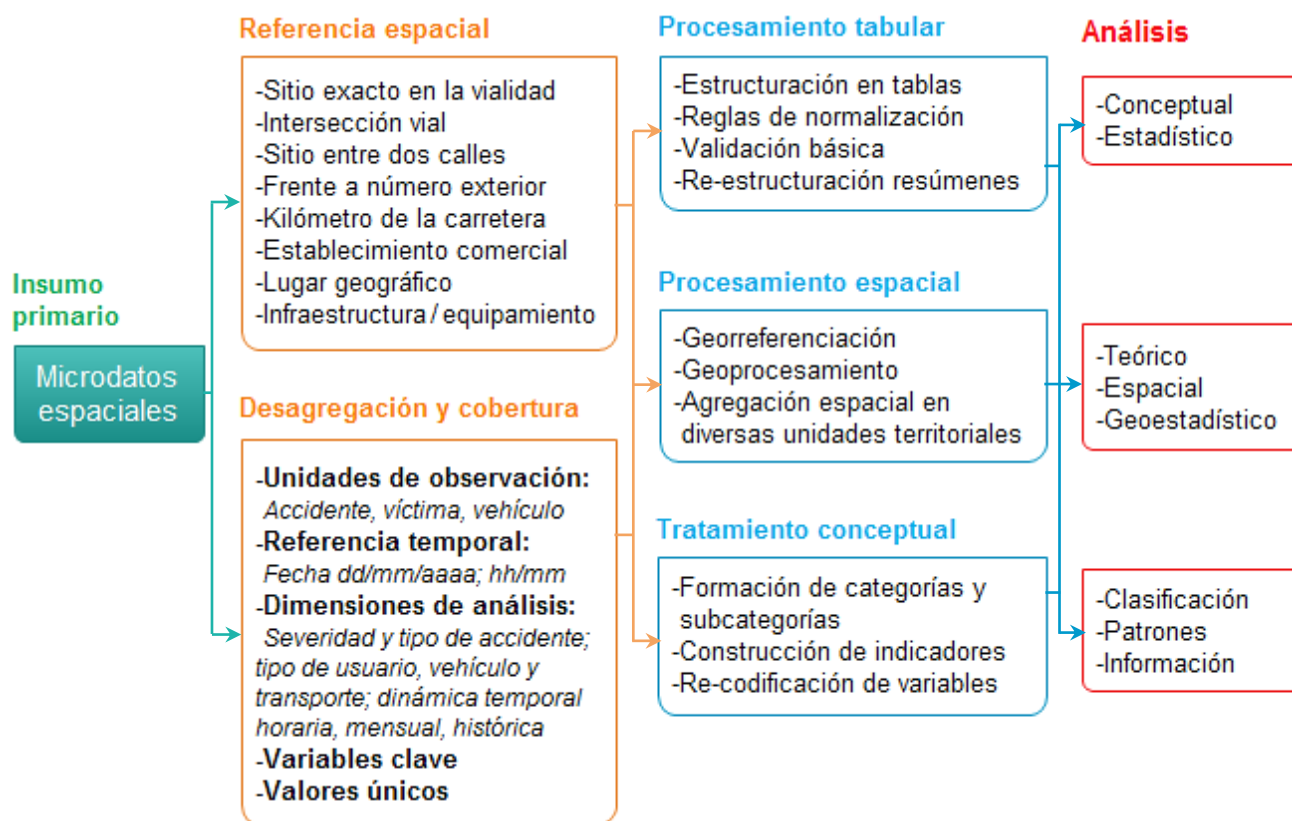 Insumo
primario
Microdatos
espaciales
Referencia espacial
-Sitio exacto en la vialidad
-Intersección vial
-Sitio entre dos calles
-Frente a número exterior
-Kilómetro de la carretera
-Establecimiento comercial
-Lugar geográfico
-Infraestructura / equipamiento
Desagregación y cobertura
-Unidades de observación:
Accidente, víctima, vehículo
-Referencia temporal:
Fecha dd/mm/aaaa; hh/mm
-Dimensiones de análisis:
Severidad y tipo de accidente;
tipo de usuario, vehículo y
transporte; dinámica temporal
horaria, mensual, histórica
-Variables clave
-Valores únicos
Procesamiento tabular
-Estructuración en tablas
-Reglas de normalización
-Validación básica
-Re-estructuración resúmenes
Procesamiento espacial
-Georreferenciación
-Geoprocesamiento
-Agregación espacial en
diversas unidades territoriales
Tratamiento conceptual
-Formación de categorías y
subcategorías
-Construcción de indicadores
-Re-codificación de variables
Análisis
-Conceptual
-Estadístico
-Teórico
-Espacial
-Geoestadístico
-Clasificación
-Patrones
-Información